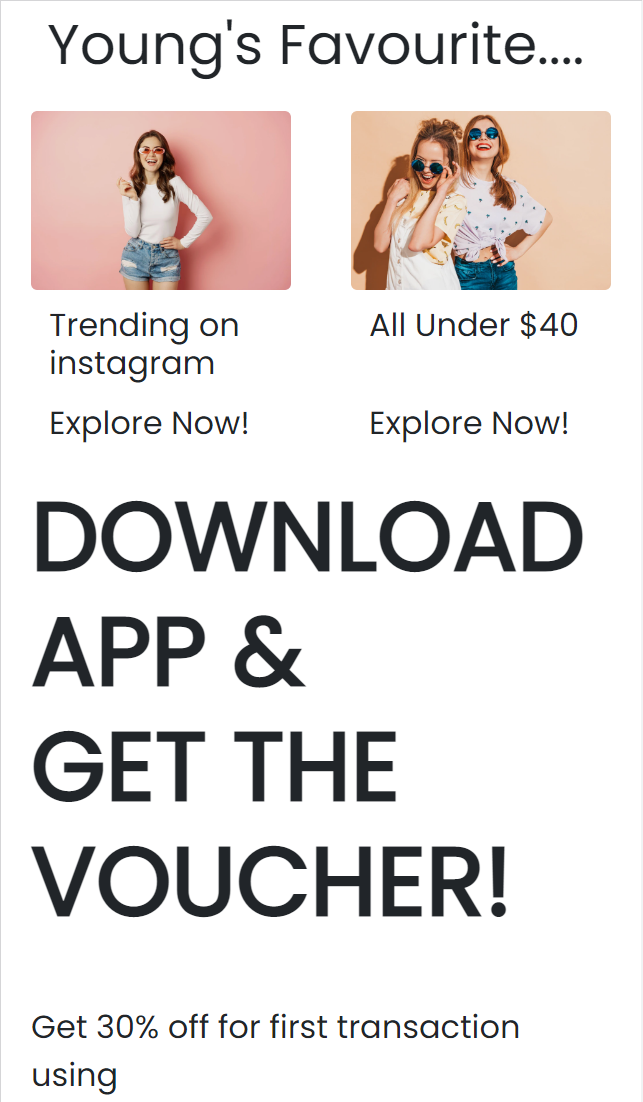 Young's Favourite....
Trending on
instagram
Explore Now!
All Under $40
Explore Now!
DOWNLOAD
APP &
GET THE
VOUCHER!
Get 30% off for first transaction
using